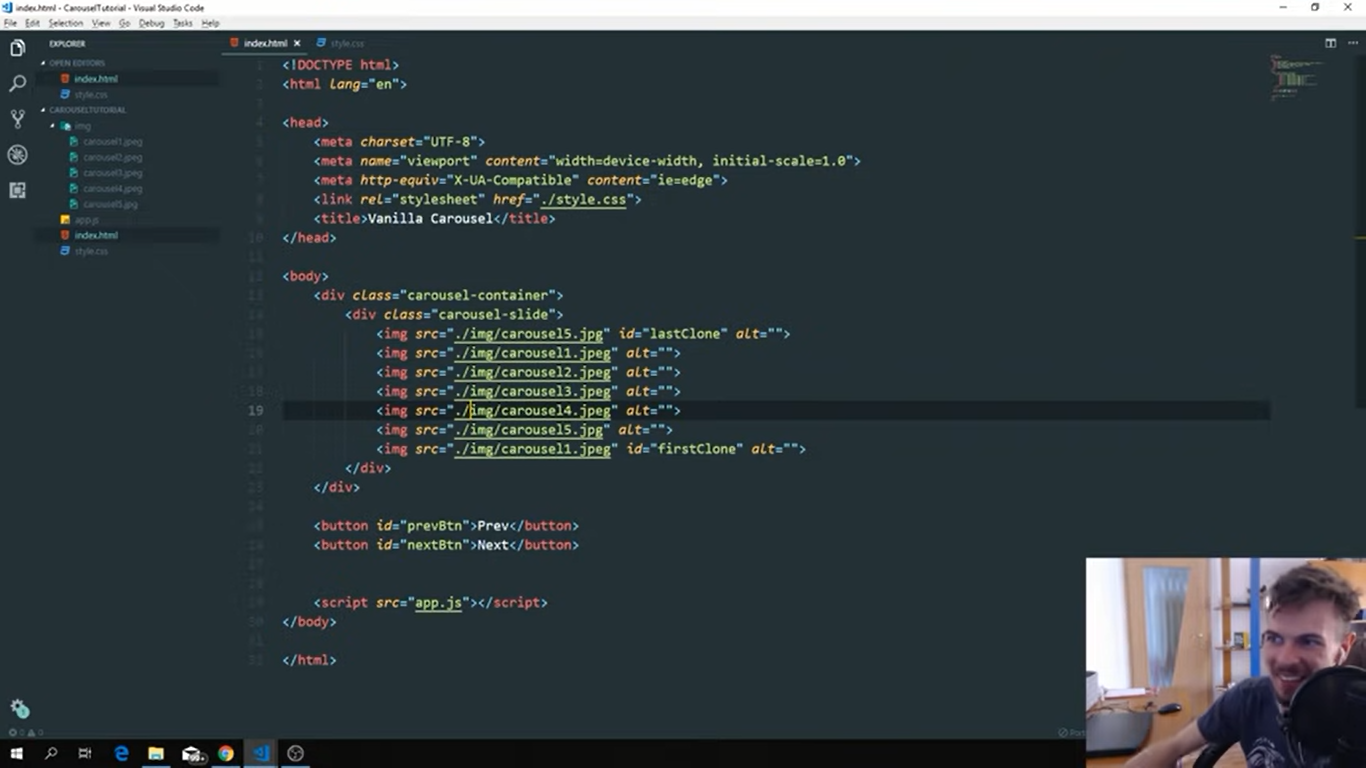 index.html - CarouselTutorial - Visual Studio Code
File Edit Selection View Go Debug Tasks Help
EXPLORER
OPEN EDITORS
index.html
style.css
CAROUSELTUTORIAL
img
carousel1.jpeg
carousel2.jpeg
carousel3.jpeg
carousel4.jpeg
carousel5.jpg
app.js
index.html
style.css
index.html style.css
<!DOCTYPE html>
<html lang="en">
<head>
<meta charset="UTF-8">
<meta name="viewport" content="width=device-width, initial-scale=1.0">
<meta http-equiv="X-UA-Compatible" content="ie=edge">
<link rel="stylesheet" href="./style.css">
<title>Vanilla Carousel</title>
</head>
<body>
<div class="carousel-container">
<div class="carousel-slide">
<img src="./img/carousel5.jpg" id="lastClone" alt="">
<img src="./img/carousel1.jpeg" alt="">
<img src="./img/carousel2.jpeg" alt="">
<img src="./img/carousel3.jpeg" alt="">
19 <img src="./img/carousel4.jpeg" alt="">
<img src="./img/carousel5.jpg" alt="">
<img src="./img/carousel1.jpeg" id="firstClone" alt="">
</div>
</div>
<button id="prevBtn">Prev</button>
<button id="nextBtn">Next</button>
<script src="app.js"></script>
</body>
</html>